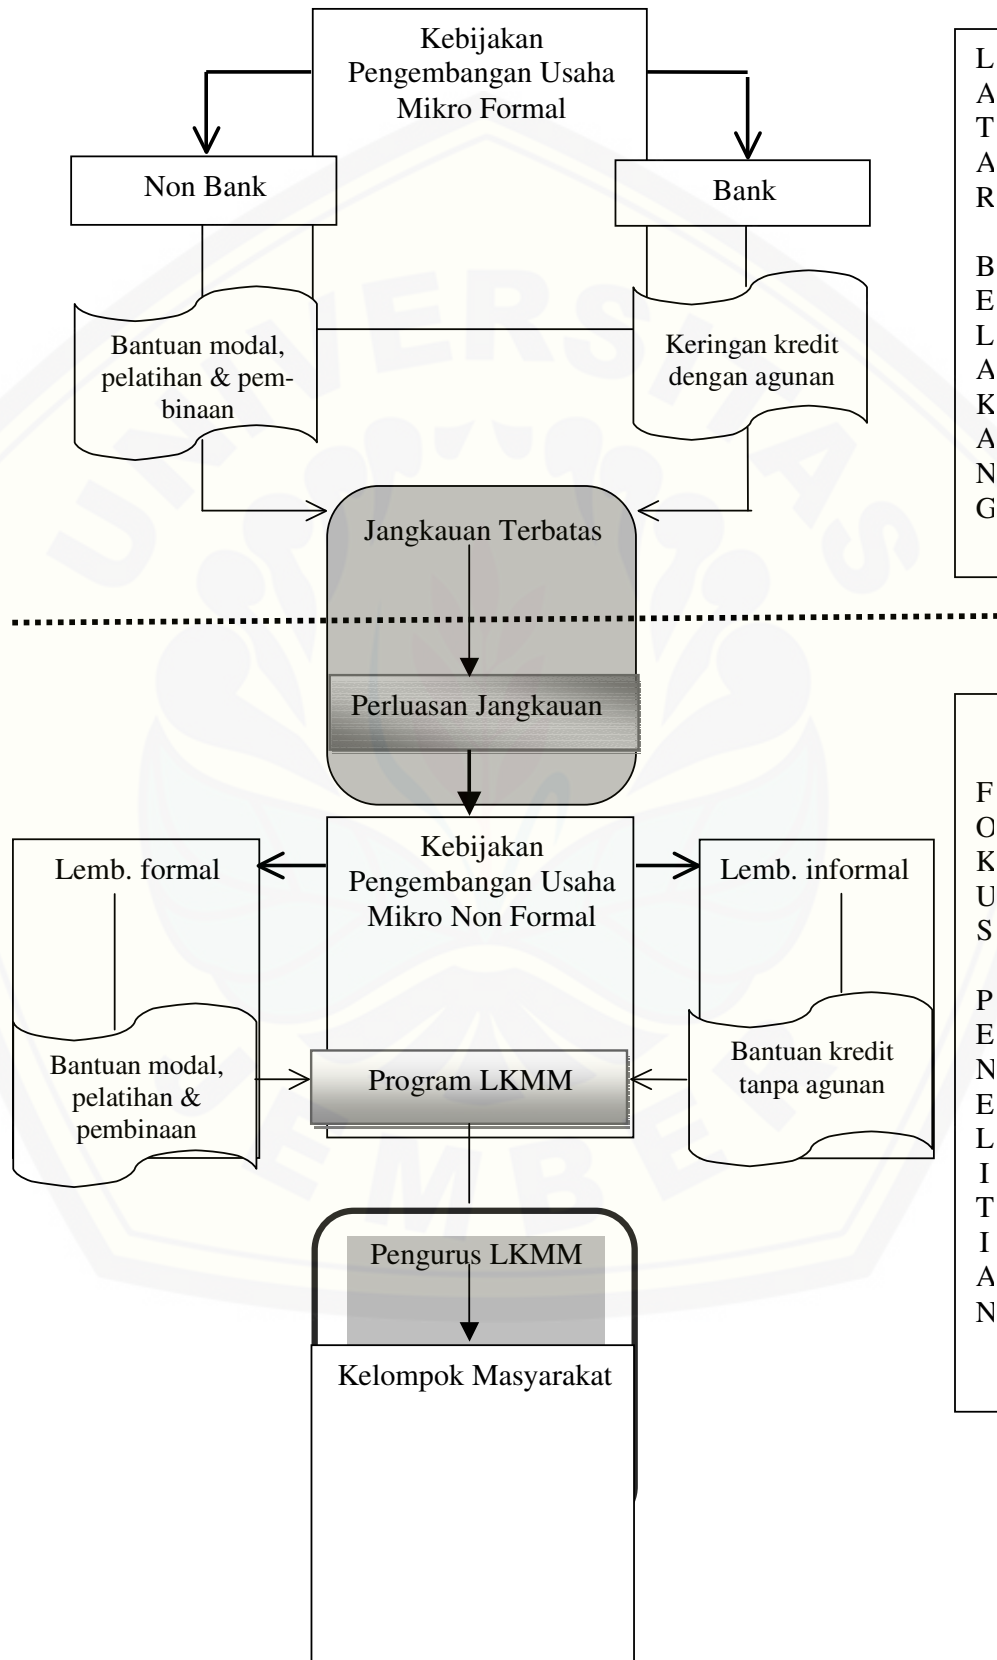 Kebijakan
Pengembangan Usaha
Mikro Formal
Non Bank
Bank
Bantuan modal,
pelatihan & pem-
binaan
Keringan kredit
dengan agunan
Jangkauan Terbatas
Perluasan Jangkauan
Kebijakan
Pengembangan Usaha
Mikro Non Formal
Lemb. formal
Lemb. informal
Bantuan modal,
pelatihan &
pembinaan
Program LKMM
Bantuan kredit
tanpa agunan
Pengurus LKMM
Kelompok Masyarakat
L
A
T
A
R
B
E
L
A
K
A
N
G
F
O
K
U
S
P
E
N
E
L
I
T
I
A
N
UNIVERSITAS
JEMBER